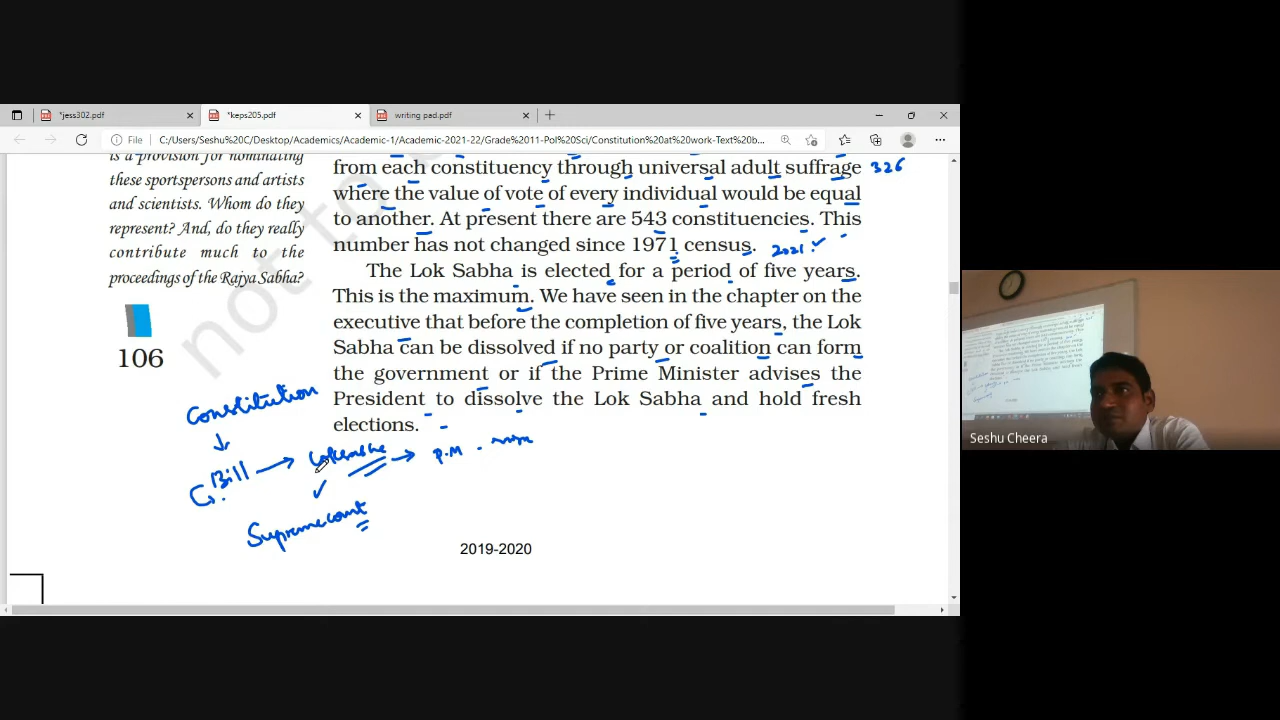 *jess302.pdf
*keps205.pdf
writing pad.pdf
File
C:/Users/Seshu%20C/Desktop/Academics/Academic-1/Academic-2021-22/Grade%2011-Pol%20Sci/Constitution%20at%20work-Text%20b...
is a provision for nominating
these sportspersons and artists
and scientists. Whom do they
represent? And, do they really
contribute much to the
proceedings of the Rajya Sabha?
106
from each constituency through universal adult suffrage 326
where the value of vote of every individual would be equal
to another. At present there are 543 constituencies. This
number has not changed since 1971 census. 2021
The Lok Sabha is elected for a period of five years.
This is the maximum. We have seen in the chapter on the
executive that before the completion of five years, the Lok
Sabha can be dissolved if no party or coalition can form
the government or if the Prime Minister advises the
President to dissolve the Lok Sabha and hold fresh
elections.
Constitution
Bill
P.M
Supreme court
2019-2020
not to
Seshu Cheera